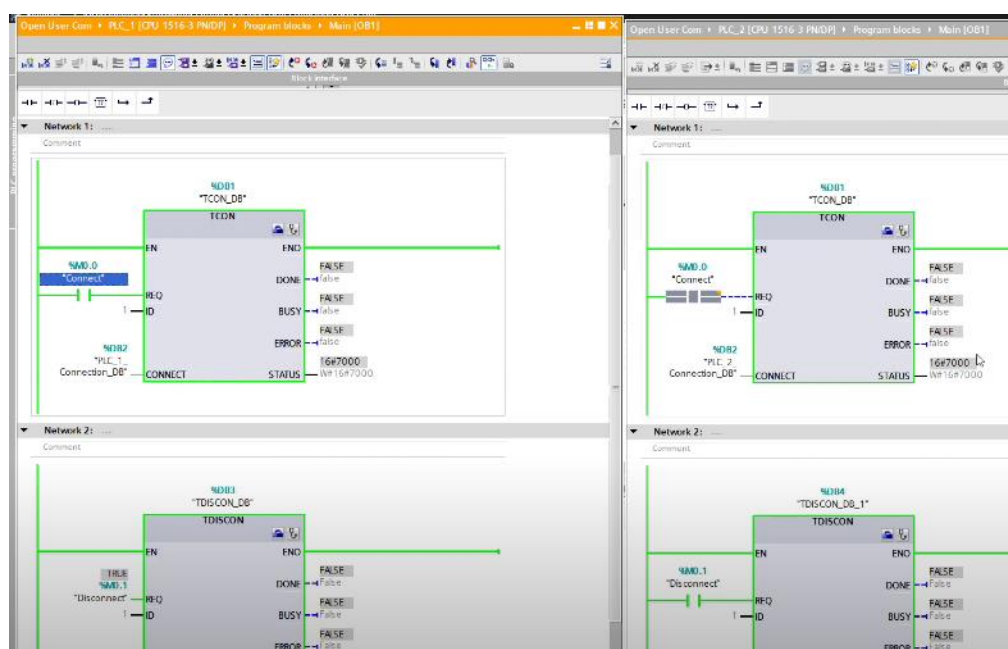 Open User Com ▸ PLC_1 [CPU 1516-3 PN/DP] ▸ Program blocks ▸ Main [OB1]
Block interface
Network 1: ....
Comment
%DB1
"TCON_DB"
TCON
EN
ENO
%M0.0
"Connect"
REQ
1
ID
%DB2
"PLC_1_
Connection_DB"
CONNECT
FALSE
DONE
false
FALSE
BUSY
false
FALSE
ERROR
false
16#7000
STATUS
W#16#7000
Network 2: ....
Comment
%DB3
"TDISCON_DB"
TDISCON
EN
ENO
TRUE
%M0.1
"Disconnect"
REQ
1
ID
FALSE
DONE
False
FALSE
BUSY
False
FALSE
ERROR
False
Open User Com ▸ PLC_2 [CPU 1516-3 PN/DP] ▸ Program blocks ▸ Main [OB1]
Network 1: ....
Comment
%DB1
"TCON_DB"
TCON
EN
ENO
%M0.0
"Connect"
REQ
1
ID
%DB2
"PLC_2_
Connection_DB"
CONNECT
FALSE
DONE
false
FALSE
BUSY
false
FALSE
ERROR
false
16#7000
STATUS
W#16#7000
Network 2: ....
Comment
%DB4
"TDISCON_DB_1"
TDISCON
EN
ENO
%M0.1
"Disconnect"
REQ
1
ID
FALSE
DONE
False
FALSE
BUSY
False
FALSE
ERROR
False